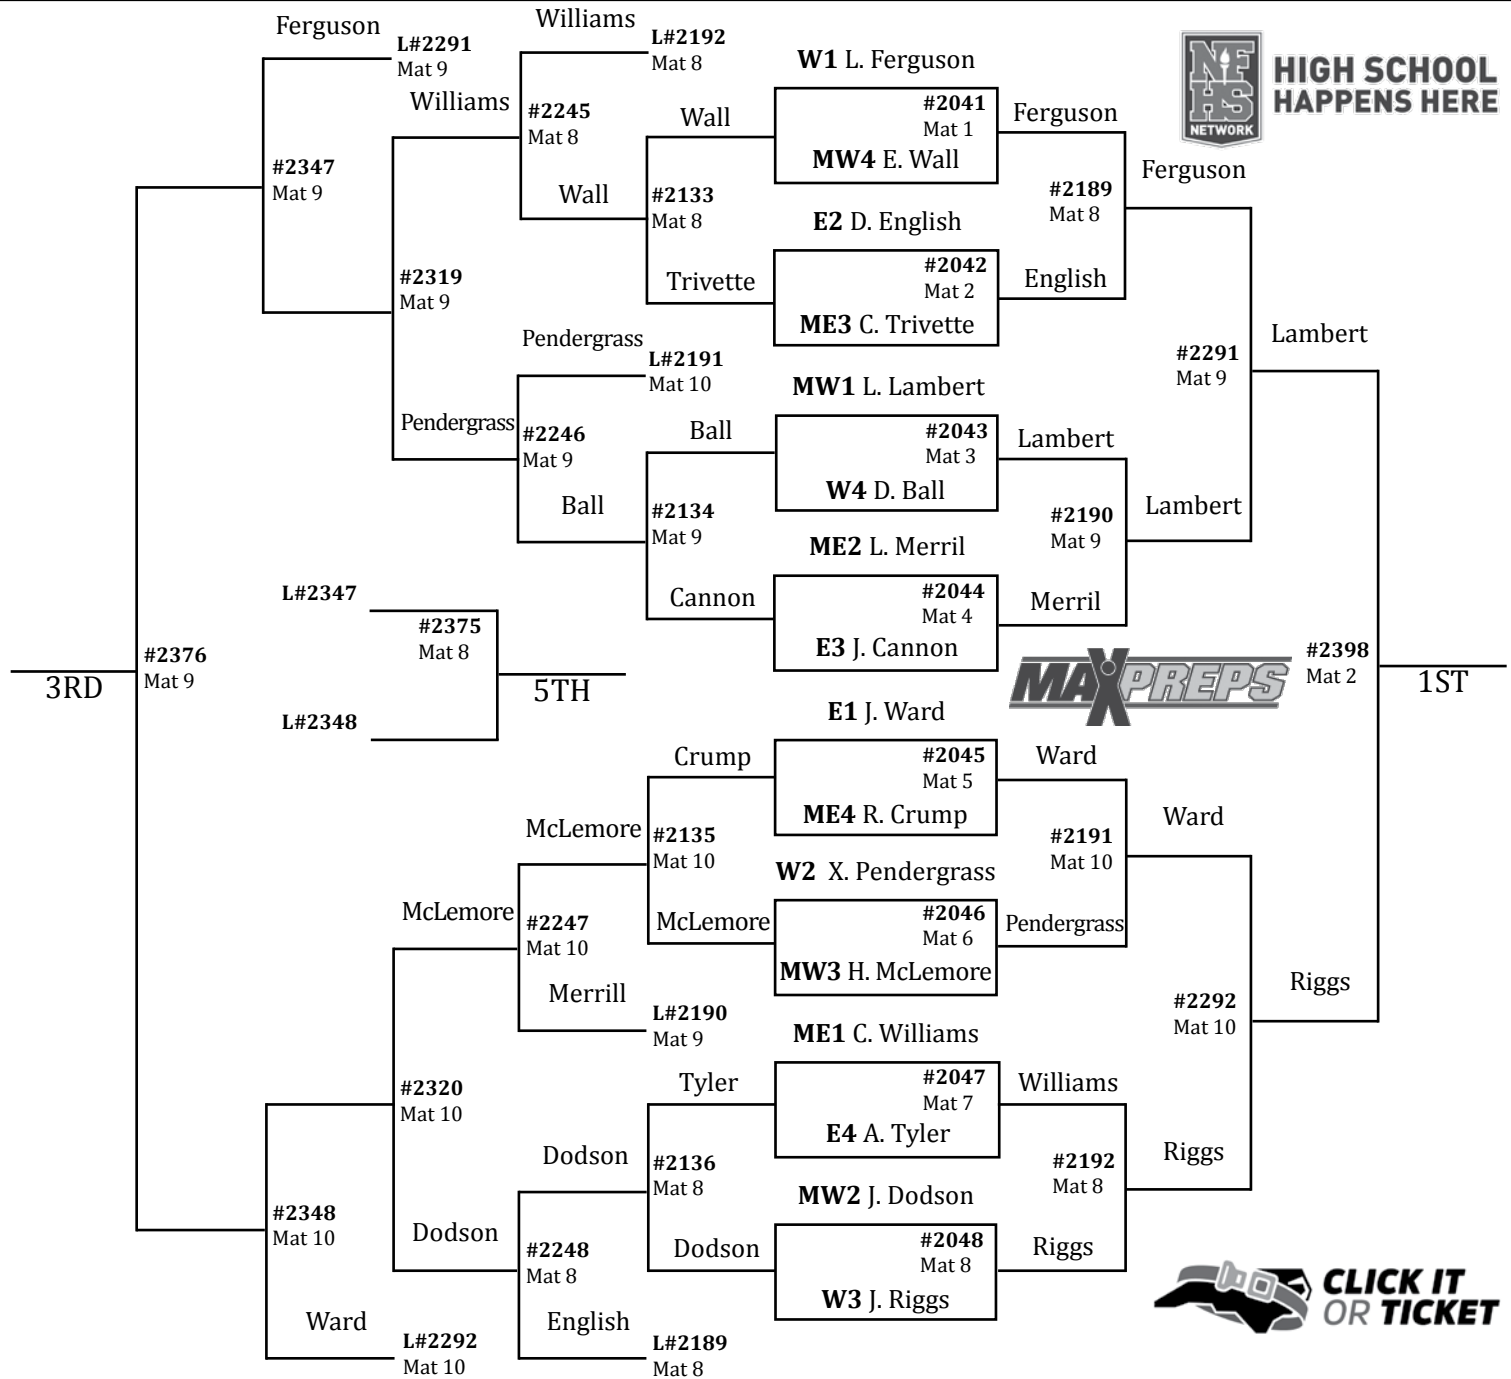 Ferguson
L#2291
Mat 9
Williams
L#2192
Mat 8
Williams
#2245
Mat 8
Wall
Wall
#2133
Mat 8
Trivette
#2347
Mat 9
#2319
Mat 9
Pendergrass
L#2191
Mat 10
Pendergrass
#2246
Mat 9
Ball
Ball
#2134
Mat 9
Cannon
W1 L. Ferguson
#2041
Mat 1
MW4 E. Wall
E2 D. English
#2042
Mat 2
ME3 C. Trivette
MW1 L. Lambert
#2043
Mat 3
W4 D. Ball
ME2 L. Merril
#2044
Mat 4
E3 J. Cannon
Ferguson
#2189
Mat 8
English
Ferguson
Lambert
#2190
Mat 9
Merril
Lambert
#2291
Mat 9
Lambert
NFHS
NETWORK
HIGH SCHOOL
HAPPENS HERE
L#2347
#2375
Mat 8
L#2348
5TH
#2376
Mat 9
3RD
MAXPREPS
#2398
Mat 2
1ST
E1 J. Ward
#2045
Mat 5
ME4 R. Crump
W2 X. Pendergrass
#2046
Mat 6
MW3 H. McLemore
ME1 C. Williams
#2047
Mat 7
E4 A. Tyler
MW2 J. Dodson
#2048
Mat 8
W3 J. Riggs
Crump
McLemore
#2135
Mat 10
McLemore
McLemore
#2247
Mat 10
Merrill
L#2190
Mat 9
#2320
Mat 10
Tyler
Dodson
#2136
Mat 8
Dodson
Dodson
#2248
Mat 8
English
L#2189
Mat 8
#2348
Mat 10
Ward
L#2292
Mat 10
Ward
#2191
Mat 10
Pendergrass
Ward
Williams
#2192
Mat 8
Riggs
Riggs
#2292
Mat 10
Riggs
CLICK IT
OR TICKET